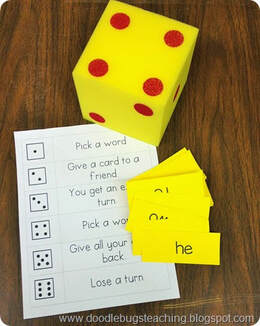 Pick a word
Give a card to a
friend.
You get an e
turn.
Pick a wo
Give all your
back.
Lose a turn.
he
www.doodlebugsteaching.blogspot.com